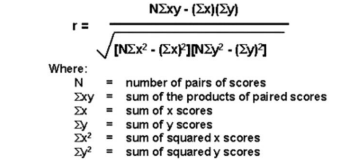 NΣxy - (Σx)(Σy)
r =
√[NΣx² - (Σx)²][NΣy² - (Σy)²]
Where:
N = number of pairs of scores
Σxy = sum of the products of paired scores
Σx = sum of x scores
Σy = sum of y scores
Σx² = sum of squared x scores
Σy² = sum of squared y scores